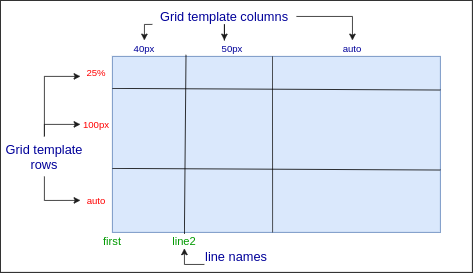 Grid template columns
40px
50px
auto
25%
100px
Grid template
rows
auto
first
line2
line names